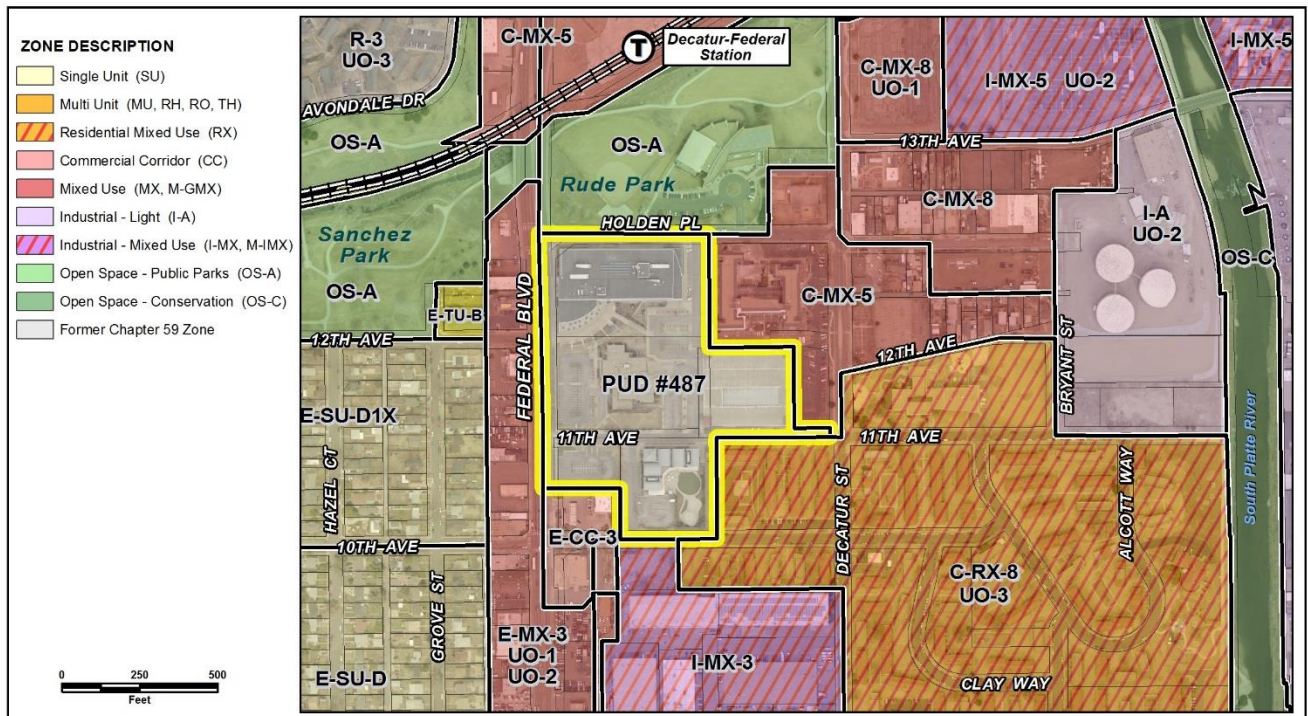 ZONE DESCRIPTION
Single Unit (SU)
Multi Unit (MU, RH, RO, TH)
Residential Mixed Use (RX)
Commercial Corridor (CC)
Mixed Use (MX, M-GMX)
Industrial - Light (I-A)
Industrial - Mixed Use (I-MX, M-IMX)
Open Space - Public Parks (OS-A)
Open Space - Conservation (OS-C)
Former Chapter 59 Zone
0 250 500
Feet
R-3
UO-3
C-MX-5
T
Decatur-Federal
Station
C-MX-8
UO-1
I-MX-5 UO-2
I-MX-5
AVONDALE DR
OS-A
OS-A
13TH AVE
Rude Park
C-MX-8
I-A
UO-2
HOLDEN PL
Sanchez
Park
OS-A
OS-C
E-TU-B
FEDERAL BLVD
C-MX-5
12TH AVE
12TH AVE
BRYANT ST
PUD #487
E-SU-D1X
11TH AVE
11TH AVE
HAZEL CT
DECATUR ST
ALCOTT WAY
South Platte River
10TH AVE
E-CC-3
GROVE ST
C-RX-8
UO-3
E-MX-3
UO-1
UO-2
I-MX-3
E-SU-D
CLAY WAY